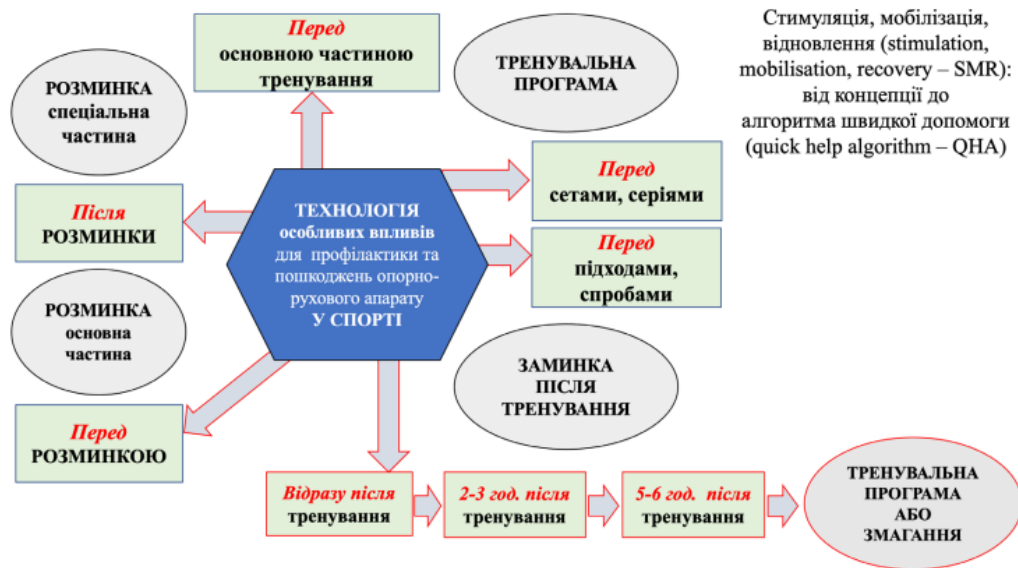 Перед
основною частиною
тренування
ТРЕНУВАЛЬНА
ПРОГРАМА
Стимуляція, мобілізація,
відновлення (stimulation,
mobilisation, recovery – SMR):
від концепції до
алгоритма швидкої допомоги
(quick help algorithm – QHA)
РОЗМИНКА
спеціальна
частина
Після
РОЗМИНКИ
ТЕХНОЛОГІЯ
особливих впливів
для профілактики та
пошкоджень опорно-
рухового апарату
У СПОРТІ
Перед
сетами, серіями
Перед
підходами,
спробами
РОЗМИНКА
основна
частина
ЗАМИНКА
ПІСЛЯ
ТРЕНУВАННЯ
Перед
РОЗМИНКОЮ
Відразу після
тренування
2-3 год. після
тренування
5-6 год. після
тренування
ТРЕНУВАЛЬНА
ПРОГРАМА
АБО
ЗМАГАННЯ